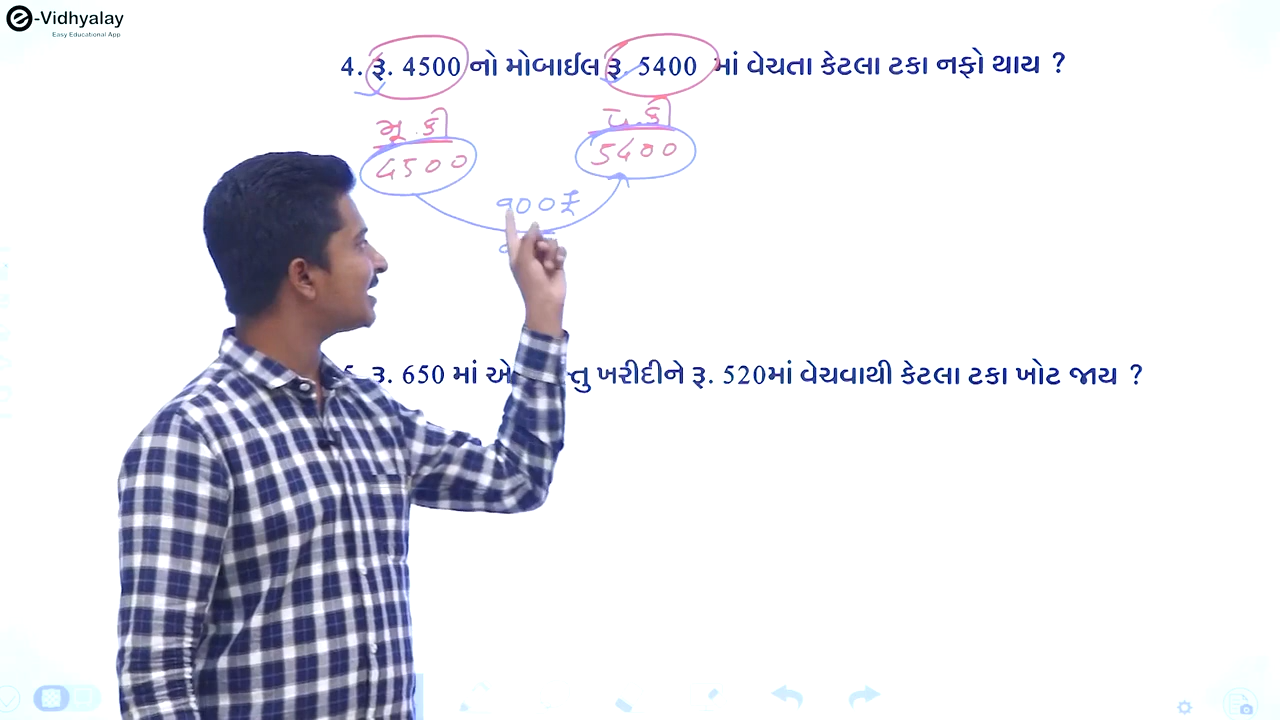 e-Vidhyalay
Easy Educational App
4. રૂ. 4500 નો મોબાઈલ રૂ. 5400 માં વેચતા કેટલા ટકા નફો થાય ?
મૂ.કી
4500
વે.કી
5400
900₹
5. રૂ. 650 માં ખરીદીને રૂ. 520માં વેચવાથી કેટલા ટકા ખોટ જાય ?